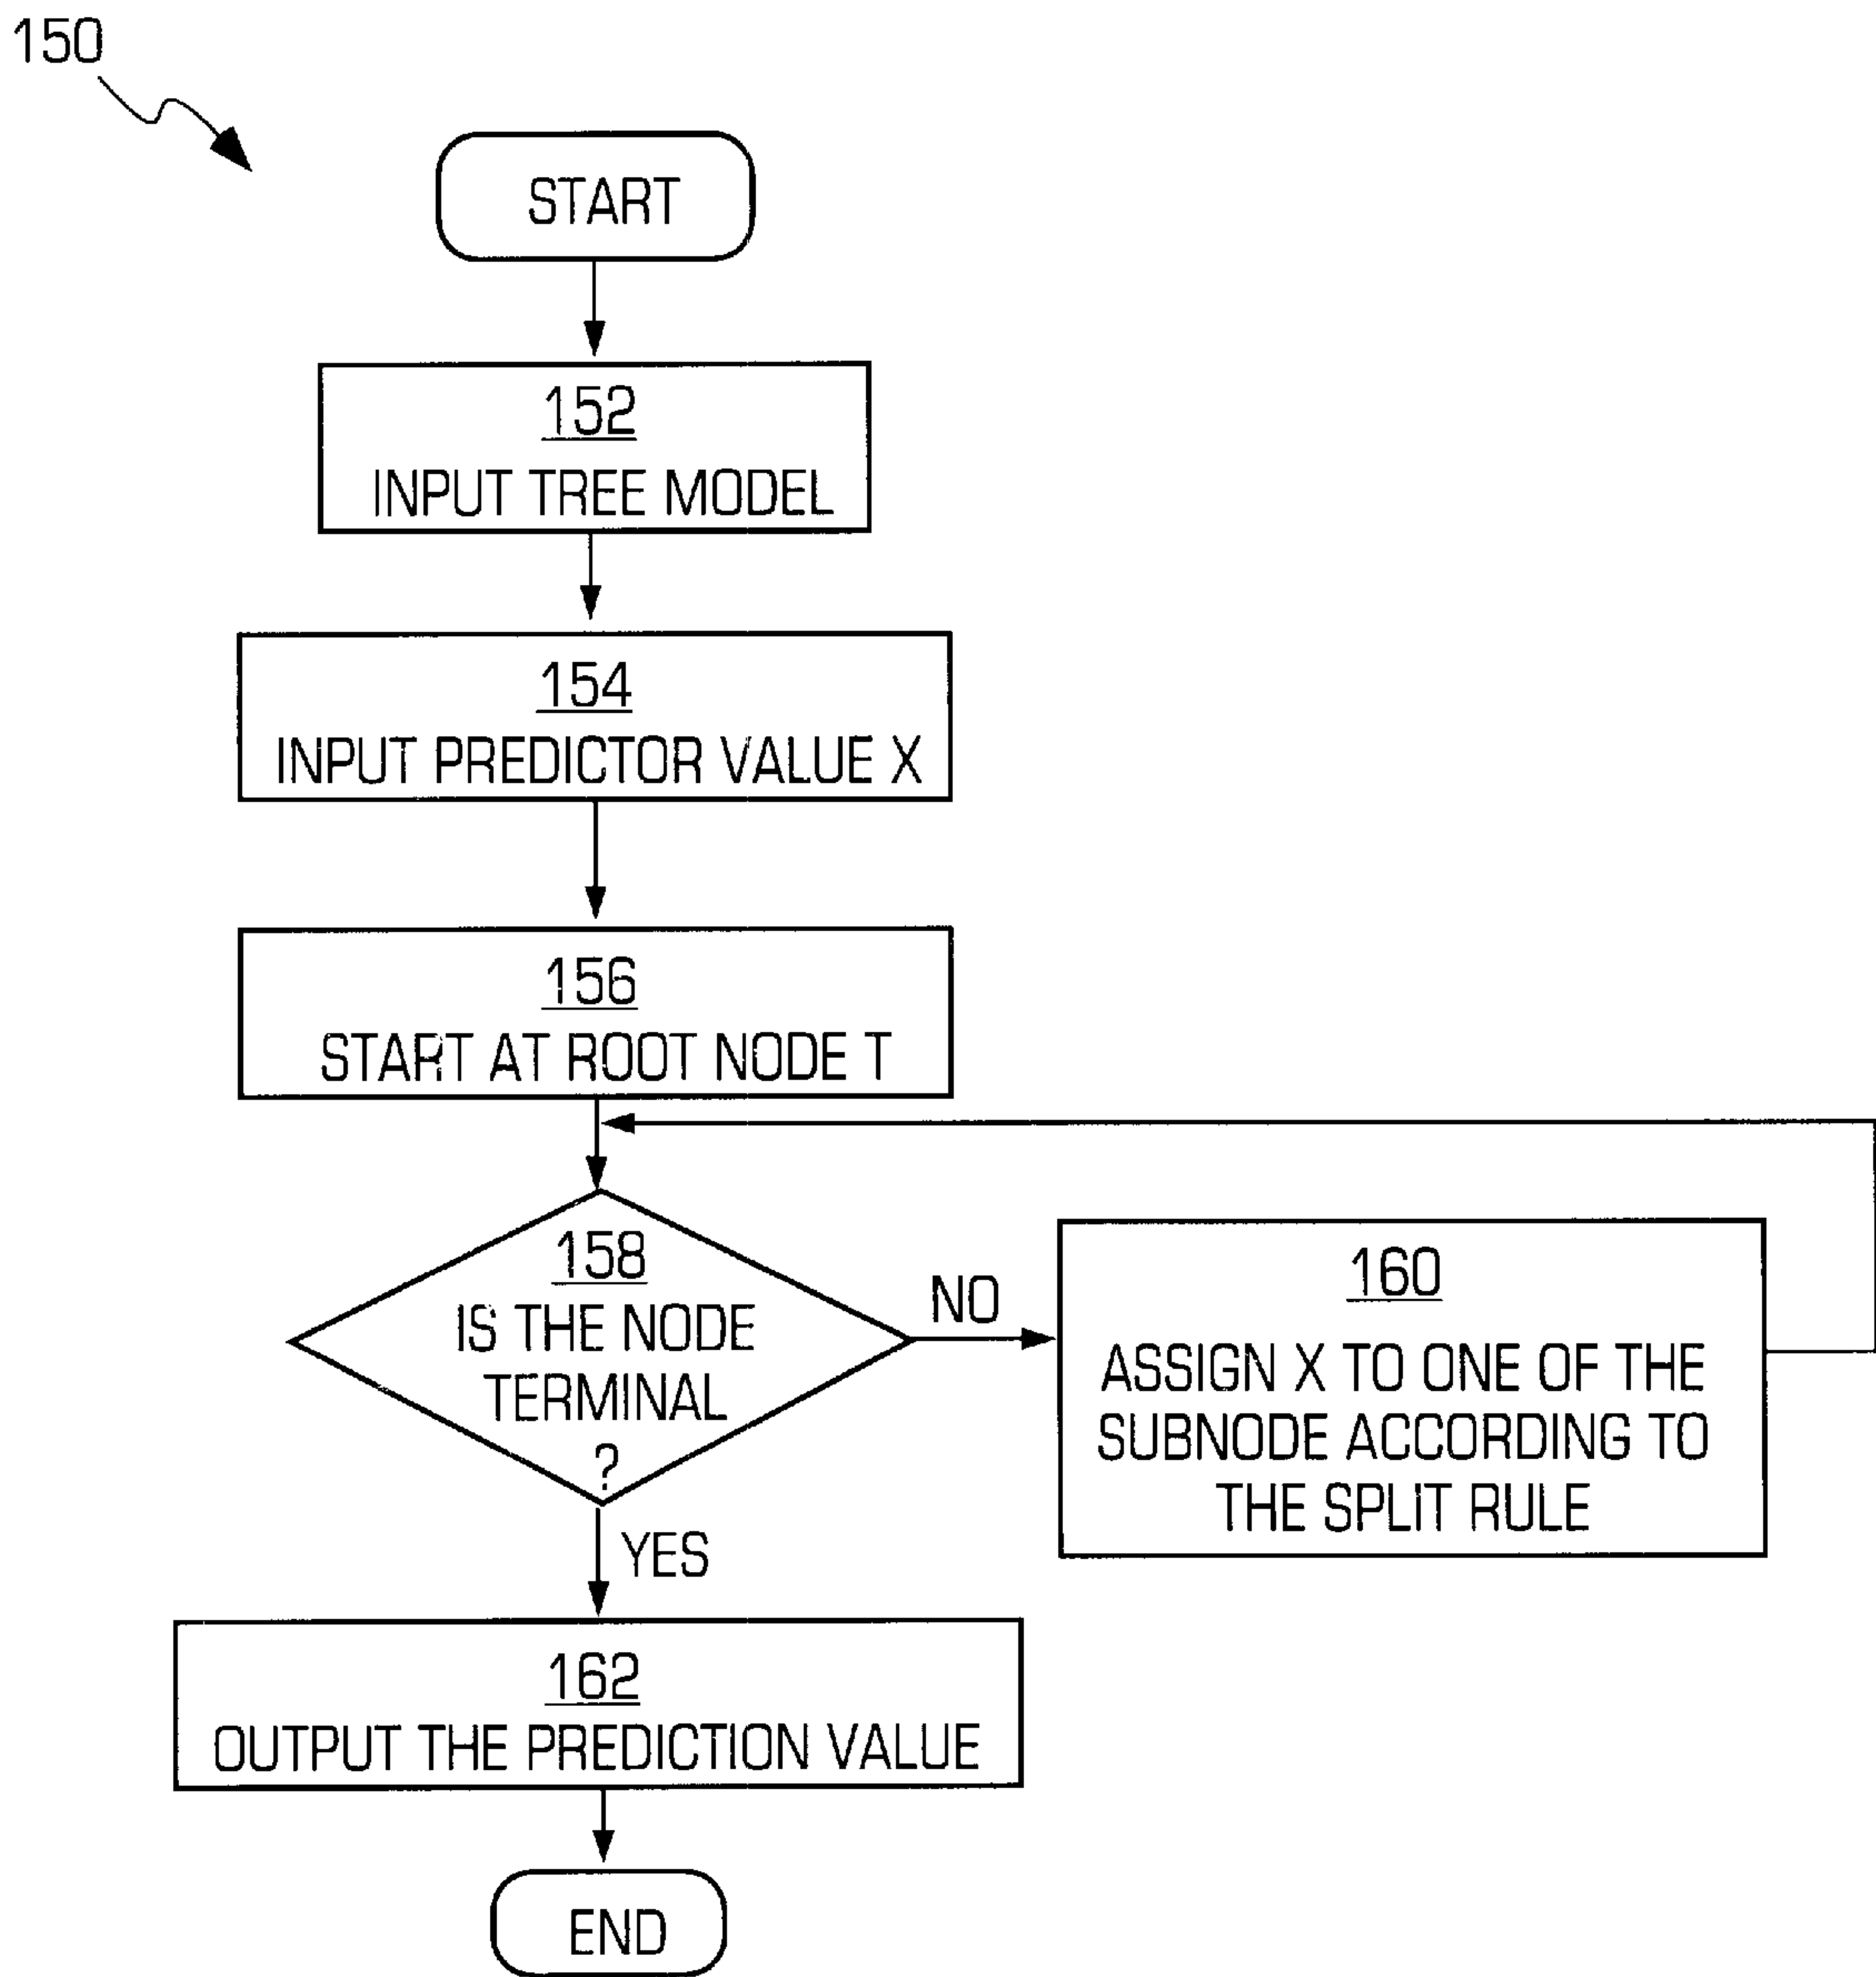 150
START
152
INPUT TREE MODEL
154
INPUT PREDICTOR VALUE X
156
START AT ROOT NODE T
158
IS THE NODE
TERMINAL
?
NO
160
ASSIGN X TO ONE OF THE
SUBNODE ACCORDING TO
THE SPLIT RULE
YES
162
OUTPUT THE PREDICTION VALUE
END